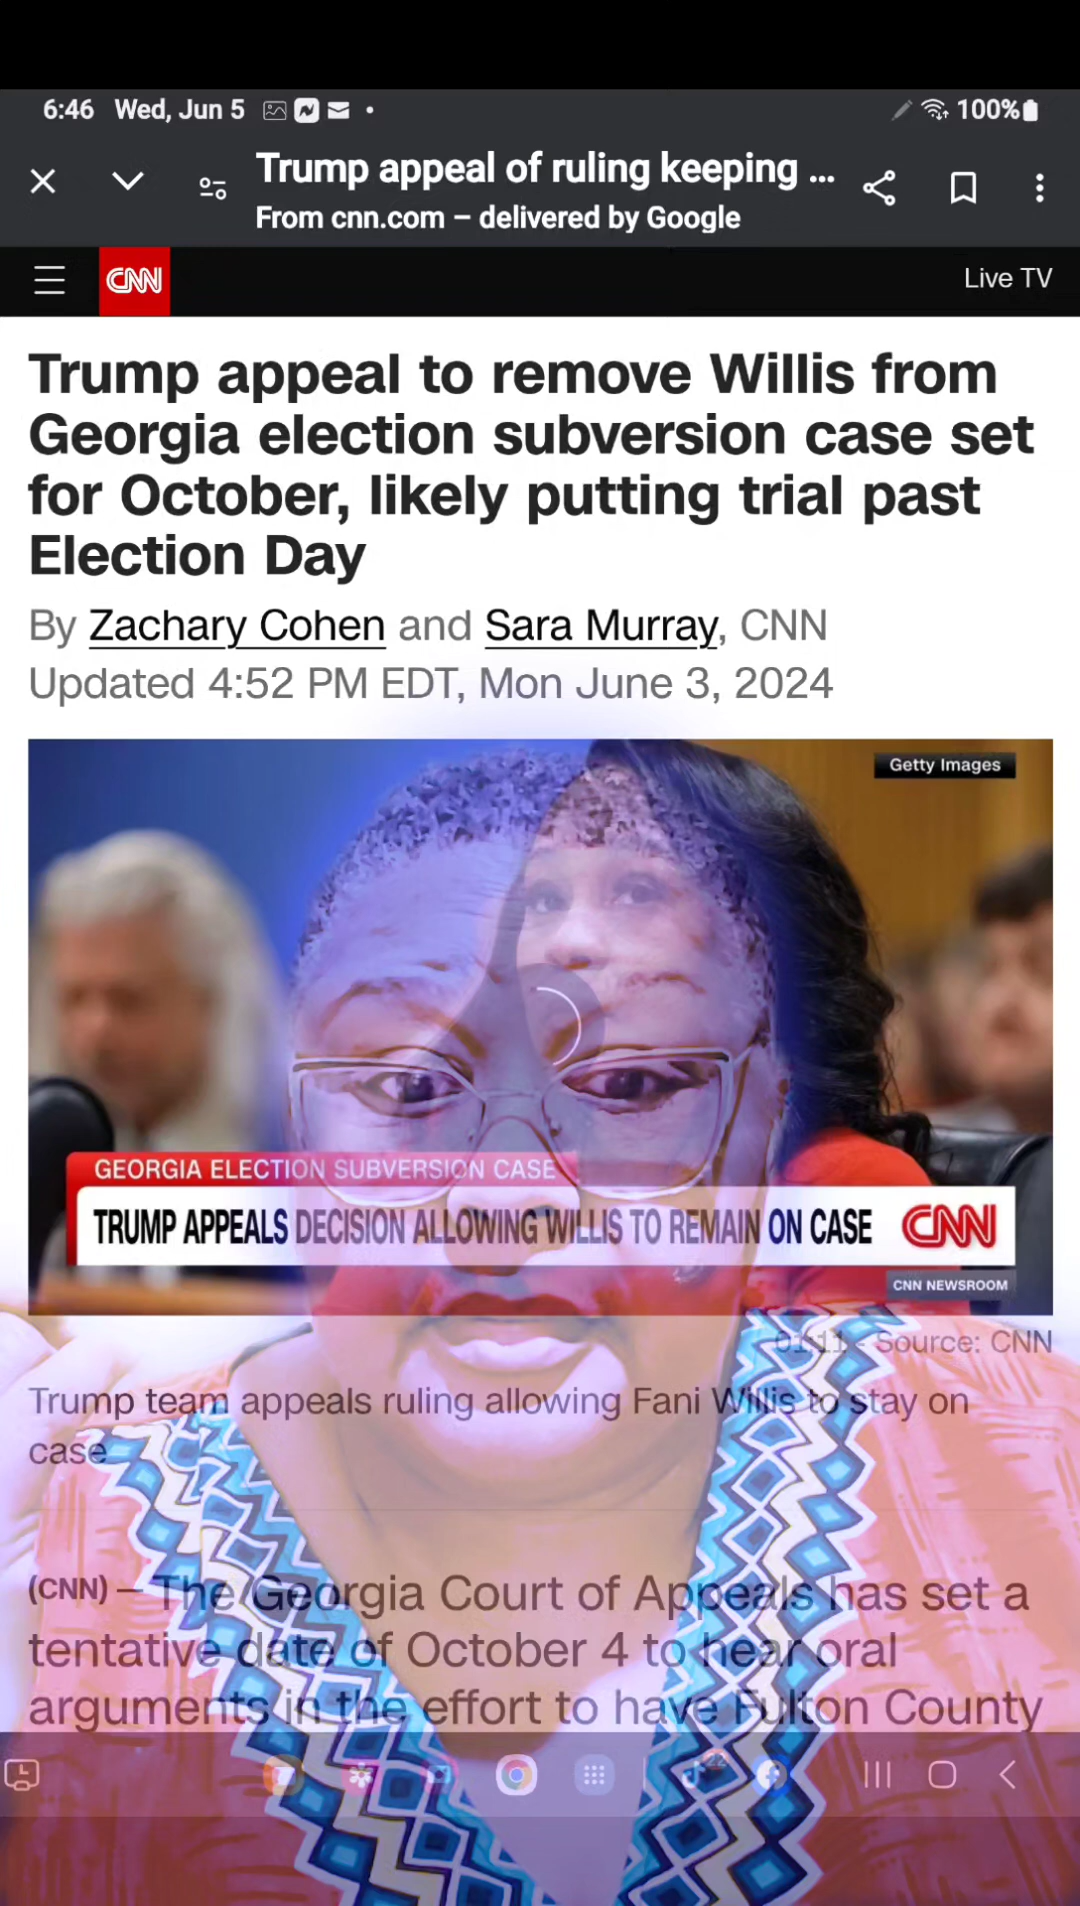 6:46 Wed, Jun 5
100%
Trump appeal of ruling keeping ...
From cnn.com – delivered by Google
CNN
Live TV
Trump appeal to remove Willis from
Georgia election subversion case set
for October, likely putting trial past
Election Day
By Zachary Cohen and Sara Murray, CNN
Updated 4:52 PM EDT, Mon June 3, 2024
Getty Images
GEORGIA ELECTION SUBVERSION CASE
TRUMP APPEALS DECISION ALLOWING WILLIS TO REMAIN ON CASE
CNN
CNN NEWSROOM
01:11 - Source: CNN
Trump team appeals ruling allowing Fani Willis to stay on
case
(CNN) — The Georgia Court of Appeals has set a
tentative date of October 4 to hear oral
arguments in the effort to have Fulton County
22